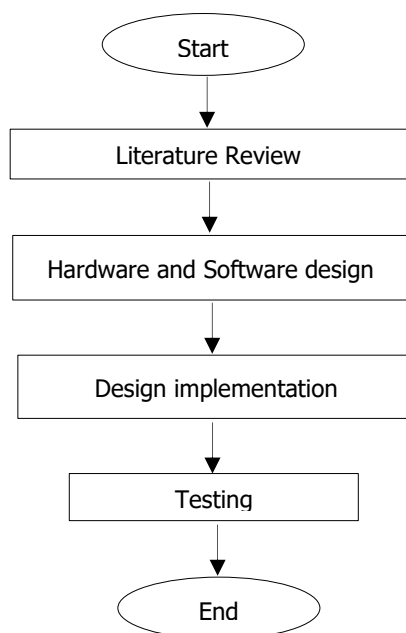 Start
Literature Review
Hardware and Software design
Design implementation
Testing
End